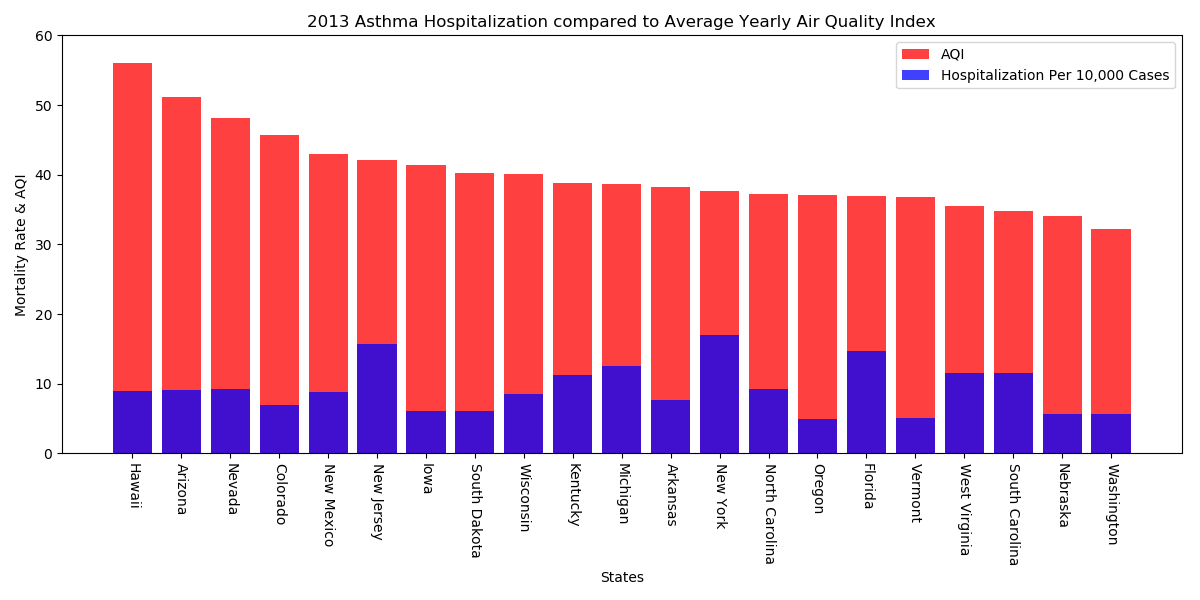 2013 Asthma Hospitalization compared to Average Yearly Air Quality Index
AQI
Hospitalization Per 10,000 Cases
Mortality Rate & AQI
60
50
40
30
20
10
0
Hawaii
Arizona
Nevada
Colorado
New Mexico
New Jersey
Iowa
South Dakota
Wisconsin
Kentucky
Michigan
Arkansas
New York
North Carolina
Oregon
Florida
Vermont
West Virginia
South Carolina
Nebraska
Washington
States